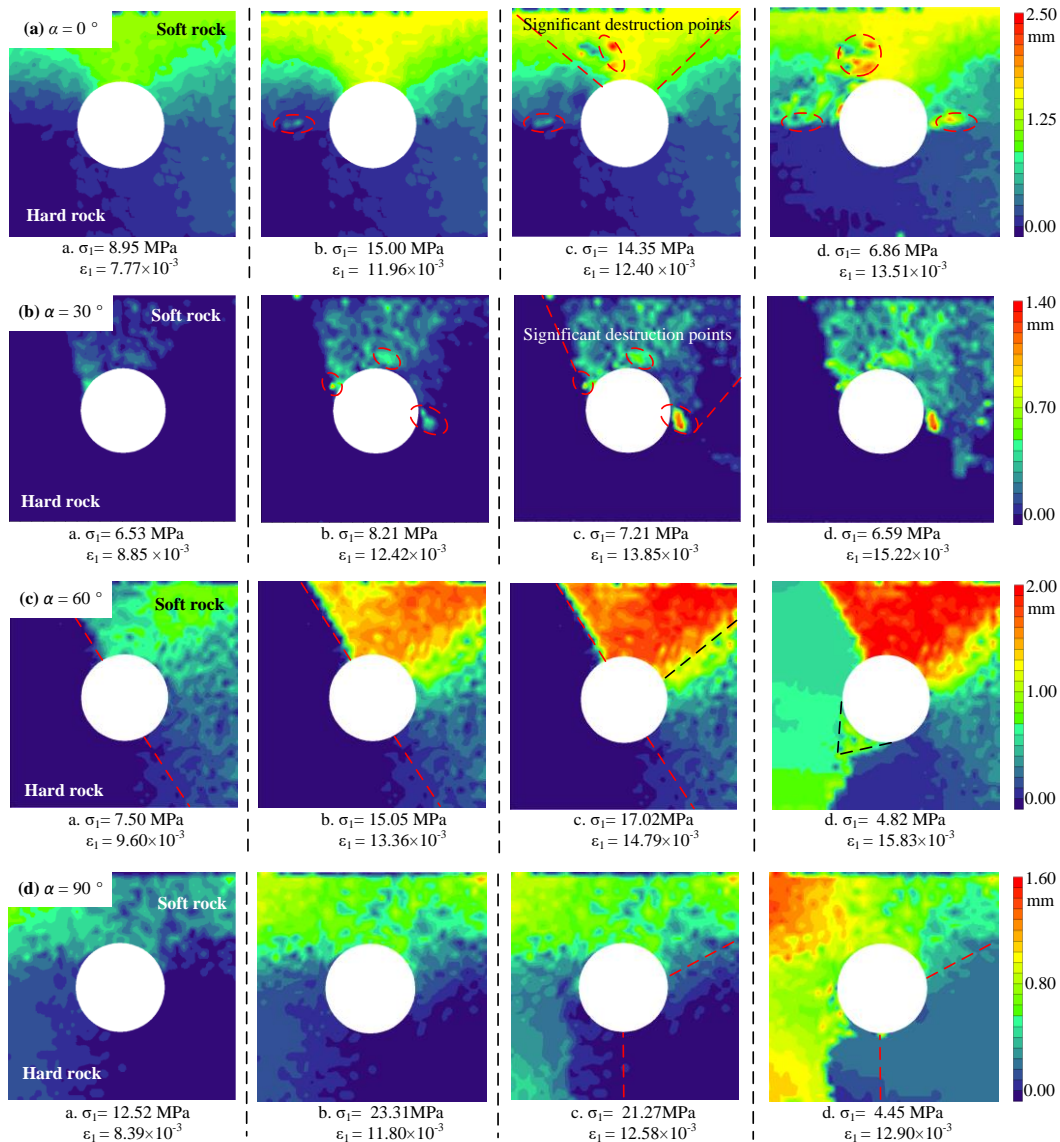 (a) α = 0 °
Soft rock
Hard rock
Significant destruction points
2.50
mm
1.25
0.00
a. σ₁= 8.95 MPa
ε₁ = 7.77×10⁻³
b. σ₁= 15.00 MPa
ε₁ = 11.96×10⁻³
c. σ₁= 14.35 MPa
ε₁ = 12.40 ×10⁻³
d. σ₁= 6.86 MPa
ε₁ = 13.51×10⁻³
(b) α = 30 °
Soft rock
Hard rock
Significant destruction points
1.40
mm
0.70
0.00
a. σ₁= 6.53 MPa
ε₁= 8.85 ×10⁻³
b. σ₁= 8.21 MPa
ε₁ = 12.42×10⁻³
c. σ₁= 7.21 MPa
ε₁ = 13.85×10⁻³
d. σ₁= 6.59 MPa
ε₁ =15.22×10⁻³
(c) α = 60 °
Soft rock
Hard rock
2.00
mm
1.00
0.00
a. σ₁= 7.50 MPa
ε₁= 9.60×10⁻³
b. σ₁= 15.05 MPa
ε₁ = 13.36×10⁻³
c. σ₁= 17.02MPa
ε₁ = 14.79×10⁻³
d. σ₁ = 4.82 MPa
ε₁ = 15.83×10⁻³
(d) α = 90 °
Soft rock
Hard rock
1.60
mm
0.80
0.00
a. σ₁= 12.52 MPa
ε₁= 8.39×10⁻³
b. σ₁= 23.31MPa
ε₁ = 11.80×10⁻³
c. σ₁= 21.27MPa
ε₁ = 12.58×10⁻³
d. σ₁ = 4.45 MPa
ε₁ = 12.90×10⁻³